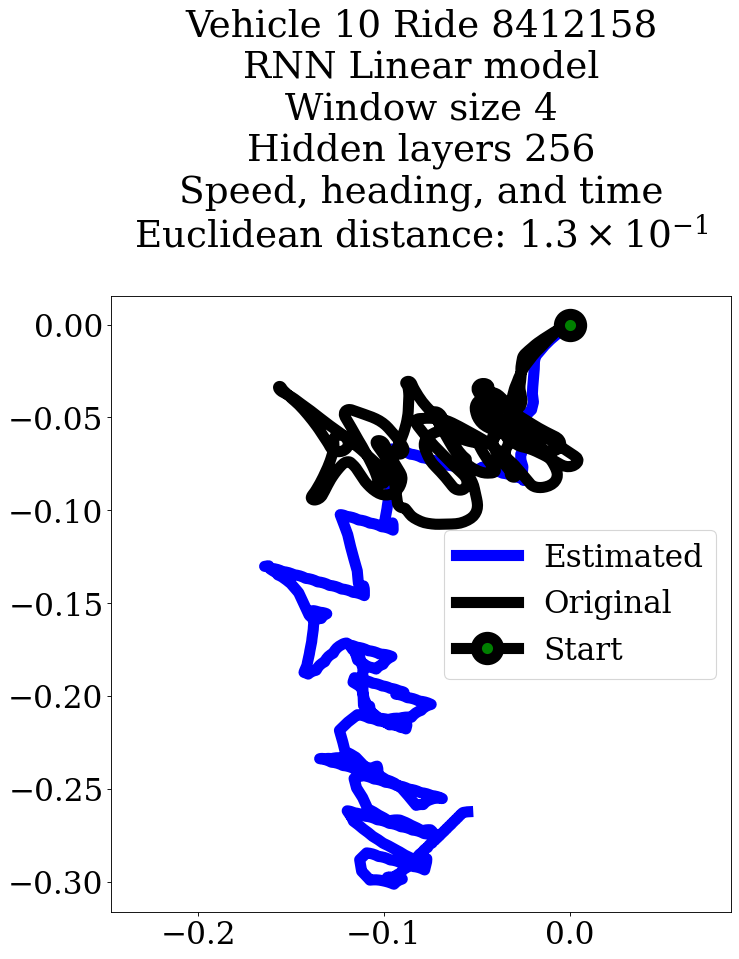 Vehicle 10 Ride 8412158
RNN Linear model
Window size 4
Hidden layers 256
Speed, heading, and time
Euclidean distance: 1.3 × 10⁻¹
0.00
−0.05
−0.10
−0.15
−0.20
−0.25
−0.30
Estimated
Original
Start
−0.2
−0.1
0.0